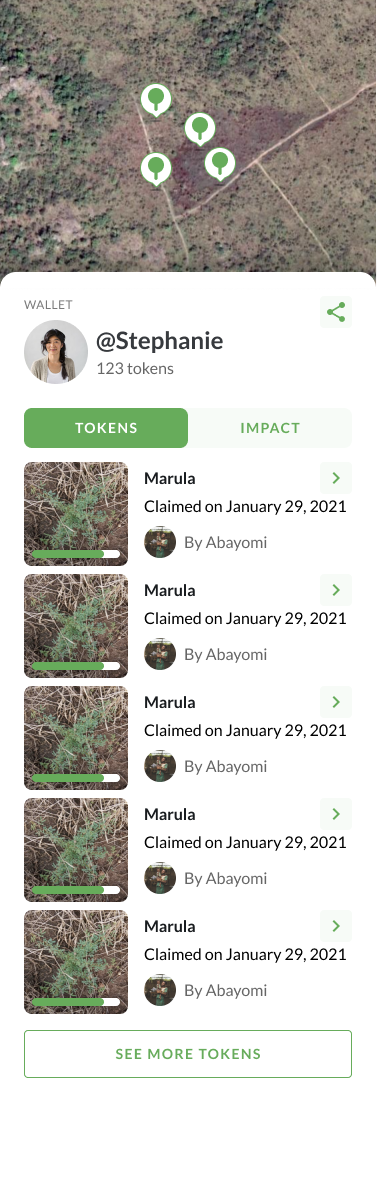 WALLET
@Stephanie
123 tokens
TOKENS
IMPACT
Marula
Claimed on January 29, 2021
By Abayomi
Marula
Claimed on January 29, 2021
By Abayomi
Marula
Claimed on January 29, 2021
By Abayomi
Marula
Claimed on January 29, 2021
By Abayomi
Marula
Claimed on January 29, 2021
By Abayomi
SEE MORE TOKENS